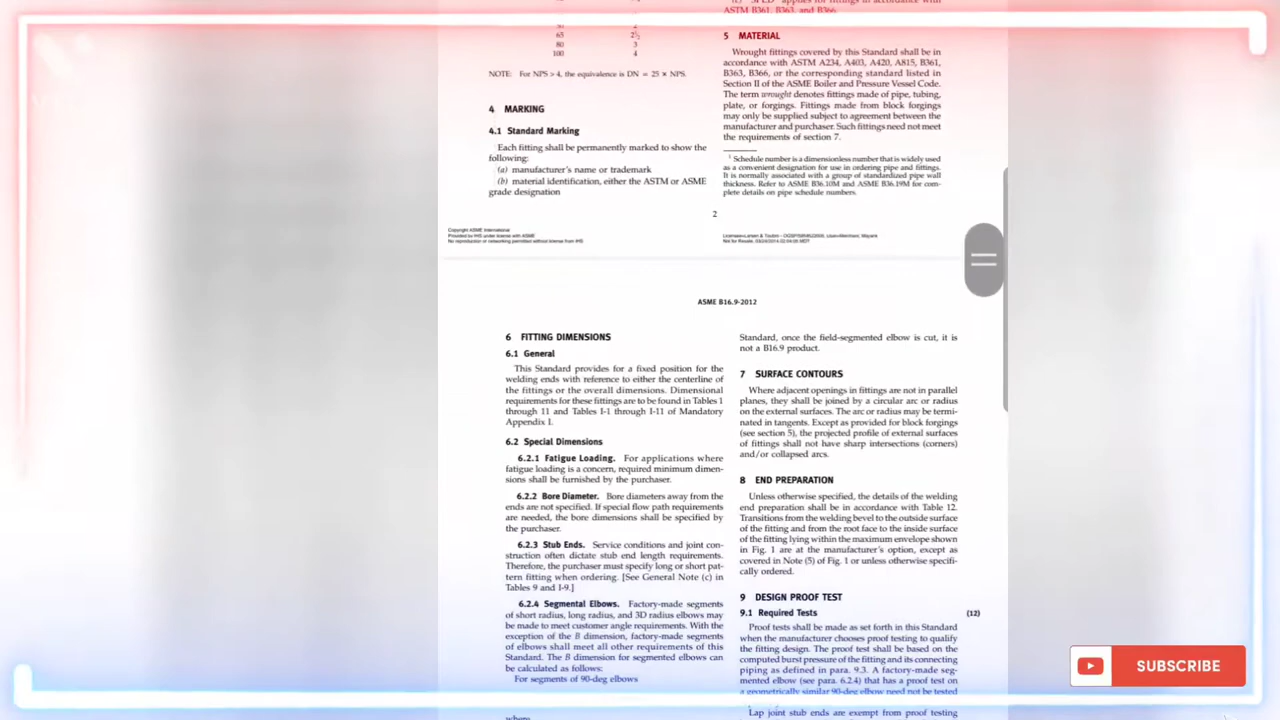 65 2½
80 3
100 4
NOTE: For NPS > 4, the equivalence is DN = 25 × NPS.
4 MARKING
4.1 Standard Marking
Each fitting shall be permanently marked to show the
following:
(a) manufacturer's name or trademark
(b) material identification, either the ASTM or ASME
grade designation
ASTM B361, B363, and B366.
5 MATERIAL
Wrought fittings covered by this Standard shall be in
accordance with ASTM A234, A403, A420, A815, B361,
B363, B366, or the corresponding standard listed in
Section II of the ASME Boiler and Pressure Vessel Code.
The term wrought denotes fittings made of pipe, tubing,
plate, or forgings. Fittings made from block forgings
may only be supplied subject to agreement between the
manufacturer and purchaser. Such fittings need not meet
the requirements of section 7.
1 Schedule number is a dimensionless number that is widely used
as a convenient designation for use in ordering pipe and fittings.
It is normally associated with a group of standardized pipe wall
thickness. Refer to ASME B36.10M and ASME B36.19M for com-
plete details on pipe schedule numbers.
2
Copyright ASME International
Provided by IHS under license with ASME
No reproduction or networking permitted without license from IHS
Not for Resale,
ASME B16.9-2012
6 FITTING DIMENSIONS
6.1 General
This Standard provides for a fixed position for the
welding ends with reference to either the centerline of
the fittings or the overall dimensions. Dimensional
requirements for these fittings are to be found in Tables 1
through 11 and Tables I-1 through I-11 of Mandatory
Appendix I.
6.2 Special Dimensions
6.2.1 Fatigue Loading. For applications where
fatigue loading is a concern, required minimum dimen-
sions shall be furnished by the purchaser.
6.2.2 Bore Diameter. Bore diameters away from the
ends are not specified. If special flow path requirements
are needed, the bore dimensions shall be specified by
the purchaser.
6.2.3 Stub Ends. Service conditions and joint con-
struction often dictate stub end length requirements.
Therefore, the purchaser must specify long or short pat-
tern fitting when ordering. [See General Note (c) in
Tables 9 and I-9.]
6.2.4 Segmental Elbows. Factory-made segments
of short radius, long radius, and 3D radius elbows may
be made to meet customer angle requirements. With the
exception of the B dimension, factory-made segments
of elbows shall meet all other requirements of this
Standard. The B dimension for segmented elbows can
be calculated as follows:
For segments of 90-deg elbows
where
Standard, once the field-segmented elbow is cut, it is
not a B16.9 product.
7 SURFACE CONTOURS
Where adjacent openings in fittings are not in parallel
planes, they shall be joined by a circular arc or radius
on the external surfaces. The arc or radius may be termi-
nated in tangents. Except as provided for block forgings
(see section 5), the projected profile of external surfaces
of fittings shall not have sharp intersections (corners)
and/or collapsed arcs.
8 END PREPARATION
Unless otherwise specified, the details of the welding
end preparation shall be in accordance with Table 12.
Transitions from the welding bevel to the outside surface
of the fitting and from the root face to the inside surface
of the fitting lying within the maximum envelope shown
in Fig. 1 are at the manufacturer's option, except as
covered in Note (5) of Fig. 1 or unless otherwise specifi-
cally ordered.
9 DESIGN PROOF TEST
9.1 Required Tests (12)
Proof tests shall be made as set forth in this Standard
when the manufacturer chooses proof testing to qualify
the fitting design. The proof test shall be based on the
computed burst pressure of the fitting and its connecting
piping as defined in para. 9.3. A factory-made seg-
mented elbow (see para. 6.2.4) that has a proof test on
a geometrically similar 90-deg elbow need not be tested
Lap joint stub ends are exempt from proof testing
SUBSCRIBE